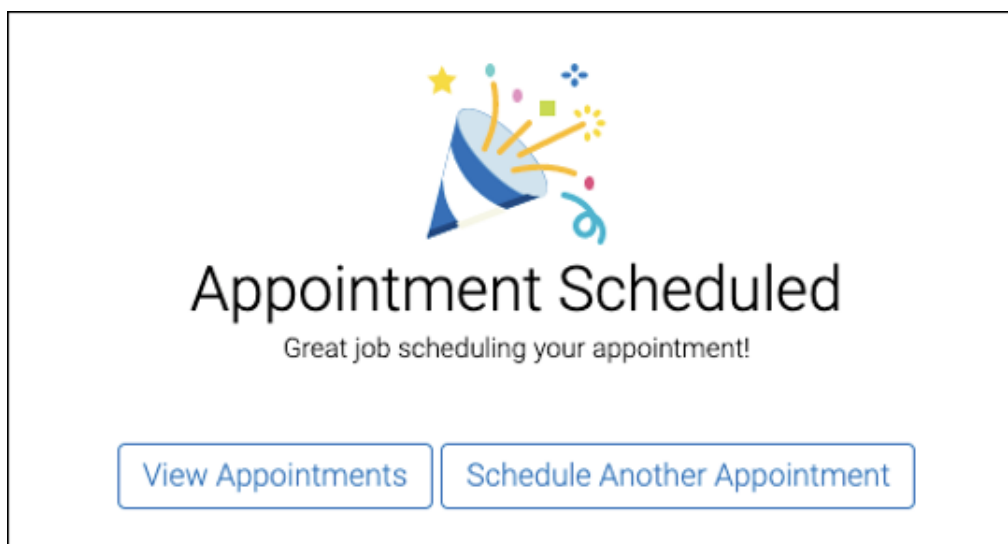 Appointment Scheduled
Great job scheduling your appointment!
View Appointments
Schedule Another Appointment